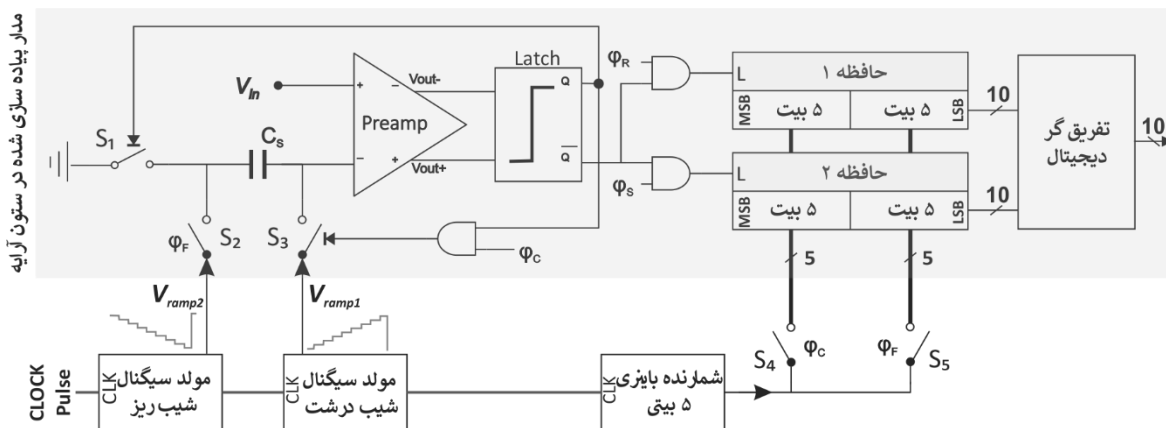 مدار پیاده سازی شده در ستون آرایه
V_in
S1
Cs
+
−
−
+
Preamp
Vout-
Vout+
Latch
Q
Q̅
φR
φS
φC
L
حافظه ۱
MSB
۵ بیت
۵ بیت
LSB
10
L
حافظه ۲
MSB
۵ بیت
۵ بیت
LSB
10
تفریق گر
دیجیتال
10
φF
S2
S3
Vramp2
Vramp1
5
5
S4
φC
φF
S5
CLOCK
Pulse
CLK
مولد سیگنال
شیب ریز
CLK
مولد سیگنال
شیب درشت
CLK
شمارنده باینری
۵ بیتی